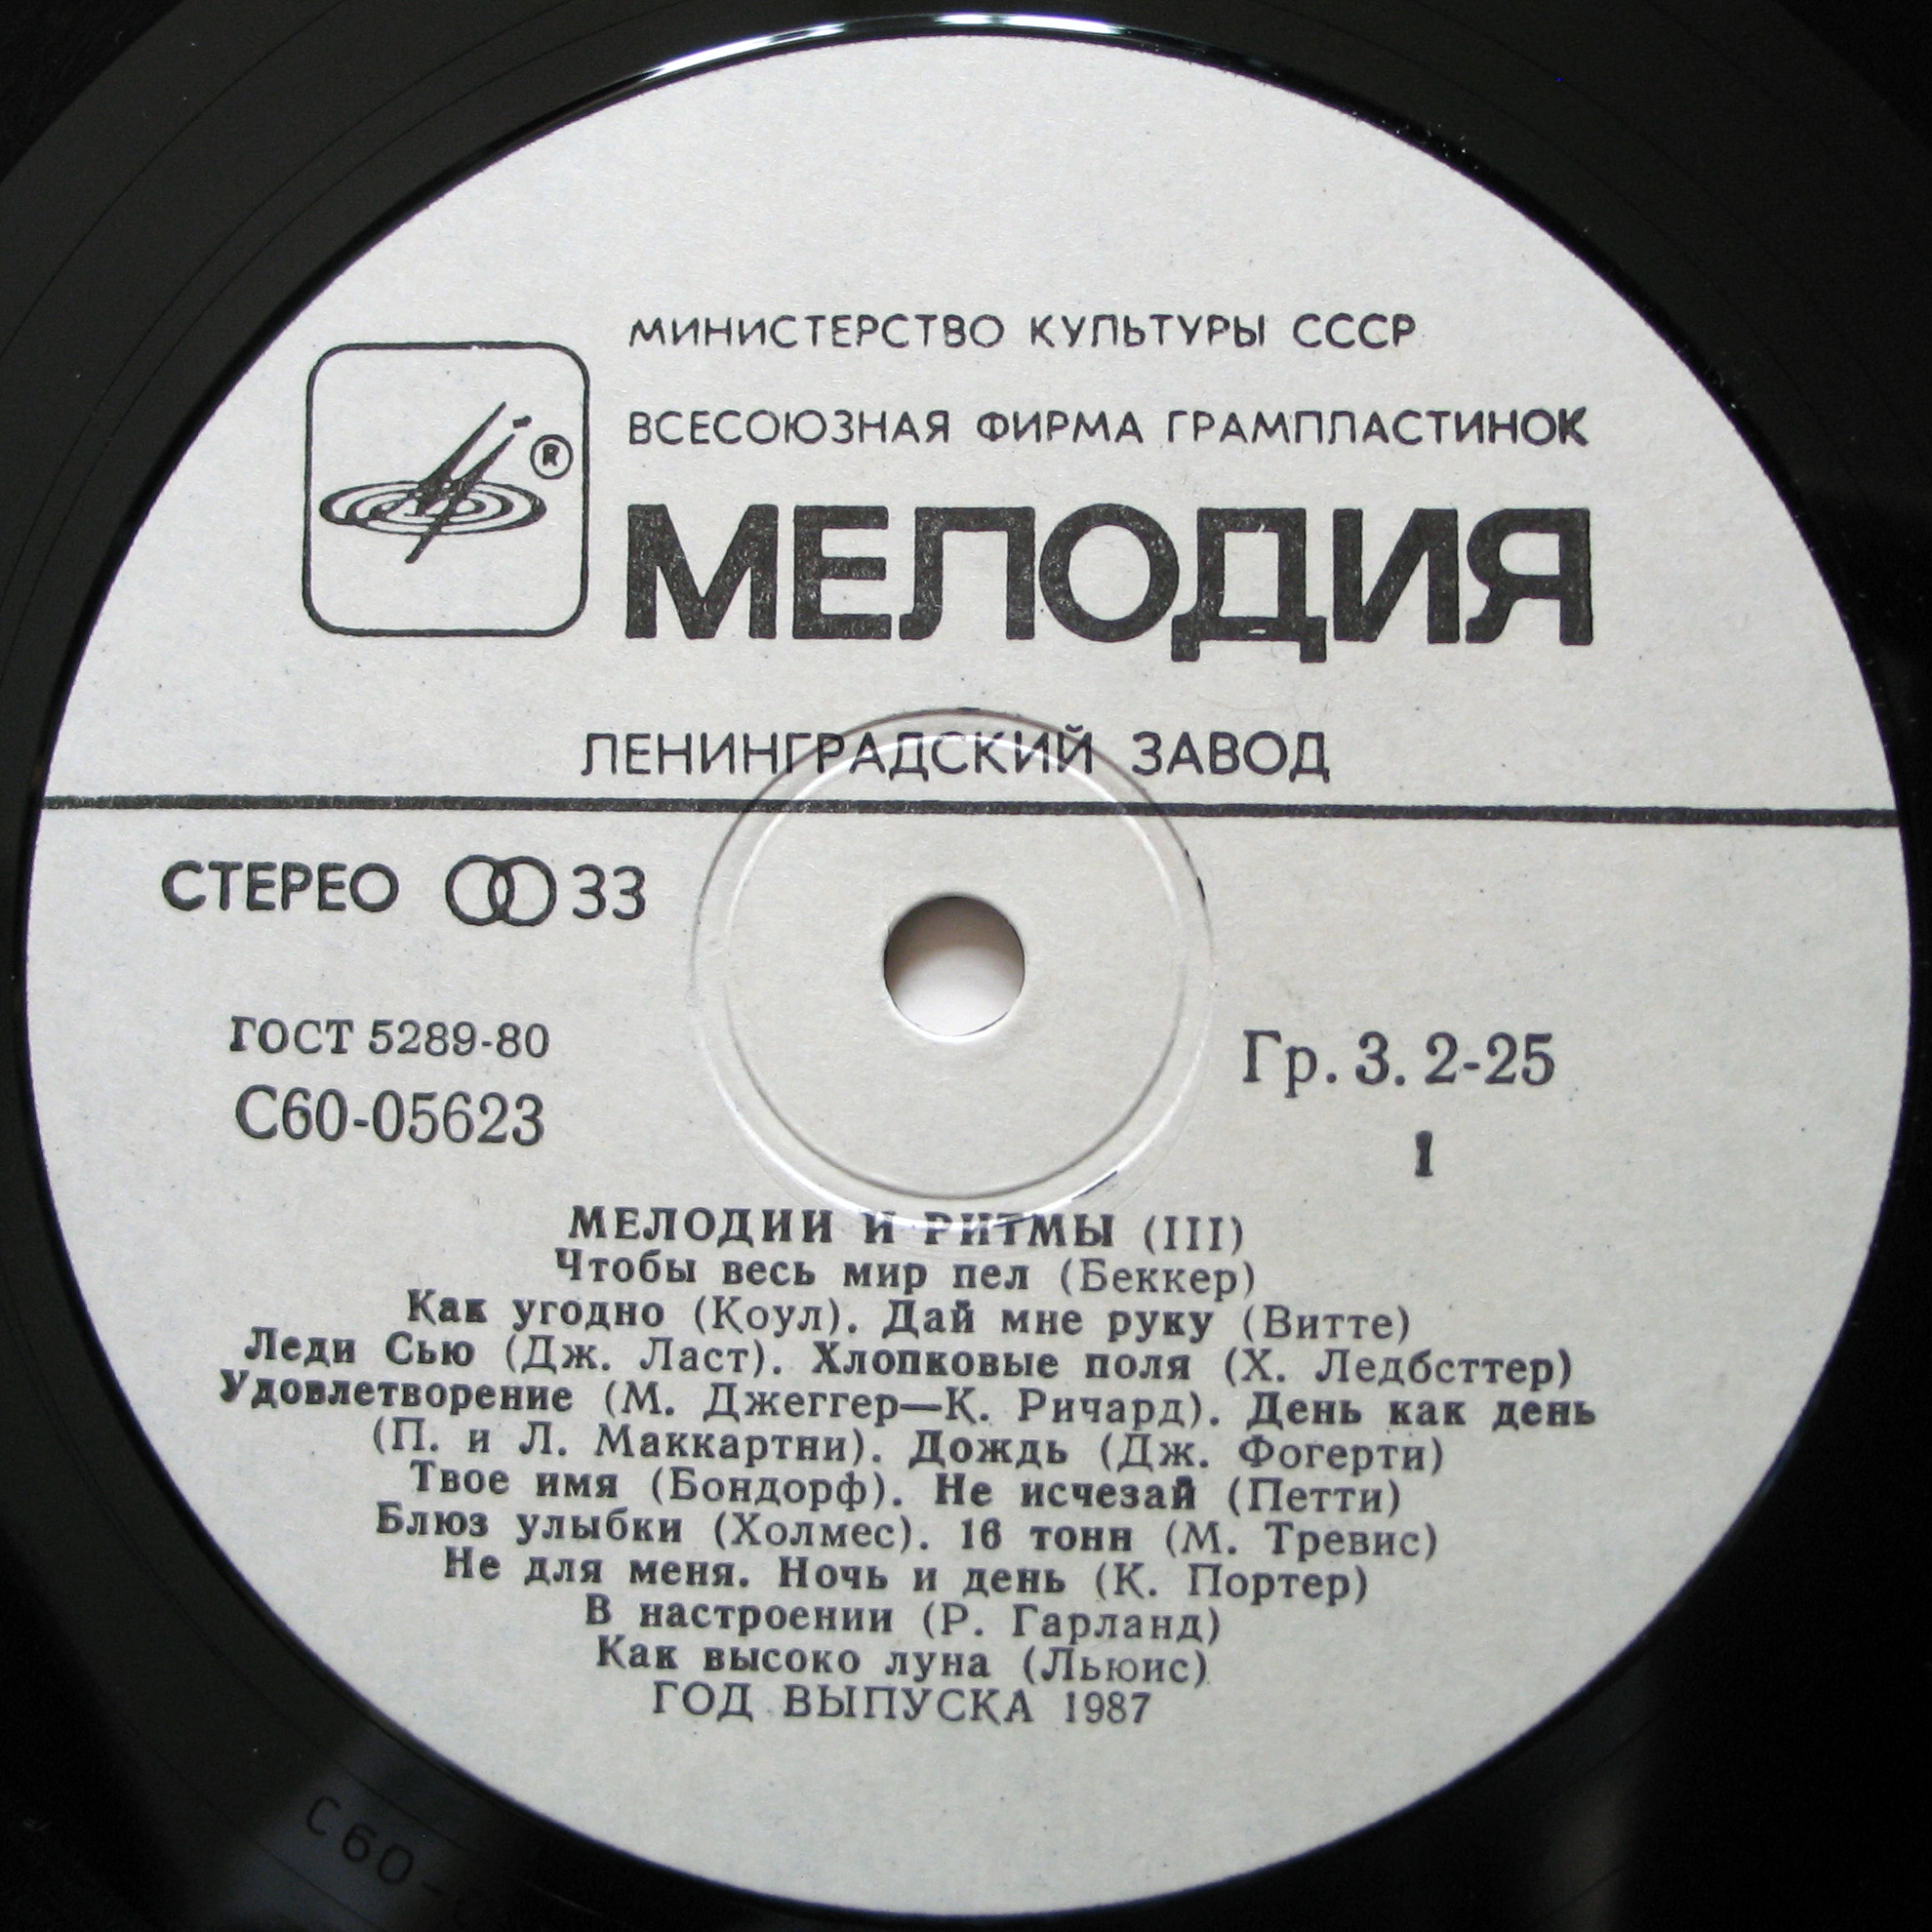 МИНИСТЕРСТВО КУЛЬТУРЫ СССР
ВСЕСОЮЗНАЯ ФИРМА ГРАМПЛАСТИНОК
®
МЕЛОДИЯ
ЛЕНИНГРАДСКИЙ ЗАВОД
СТЕРЕО 33
ГОСТ 5289-80
С60-05623
Гр. 3. 2-25
1
МЕЛОДИИ И РИТМЫ (III)
Чтобы весь мир пел (Беккер)
Как угодно (Коул). Дай мне руку (Витте)
Леди Сью (Дж. Ласт). Хлопковые поля (Х. Ледбсттер)
Удовлетворение (М. Джеггер—К. Ричард). День как день
(П. и Л. Маккартни). Дождь (Дж. Фогерти)
Твое имя (Бондорф). Не исчезай (Петти)
Блюз улыбки (Холмес). 16 тонн (М. Тревис)
Не для меня. Ночь и день (К. Портер)
В настроении (Р. Гарланд)
Как высоко луна (Льюис)
ГОД ВЫПУСКА 1987
С60-